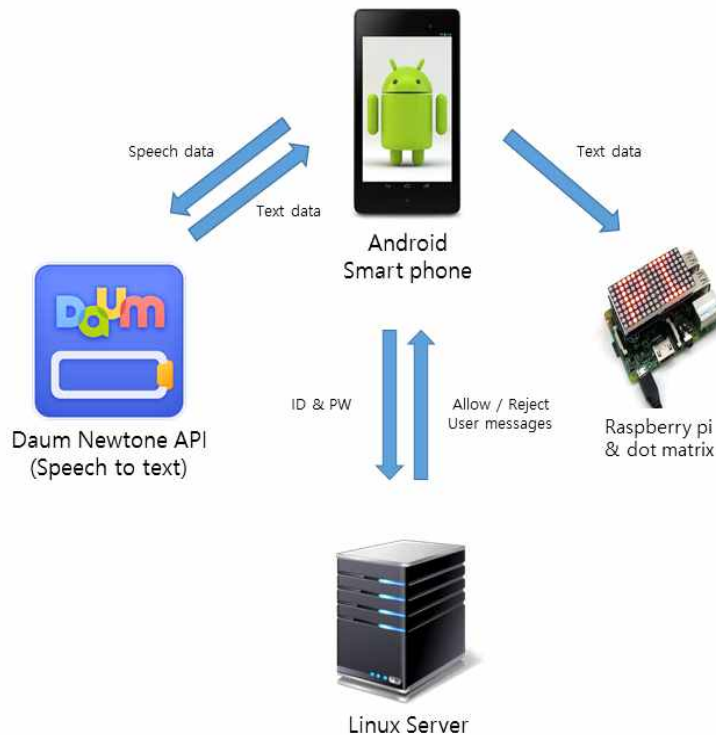 Speech data
Text data
Text data
Android
Smart phone
Daum
Daum Newtone API
(Speech to text)
ID & PW
Allow / Reject
User messages
Raspberry pi
& dot matrix
Linux Server